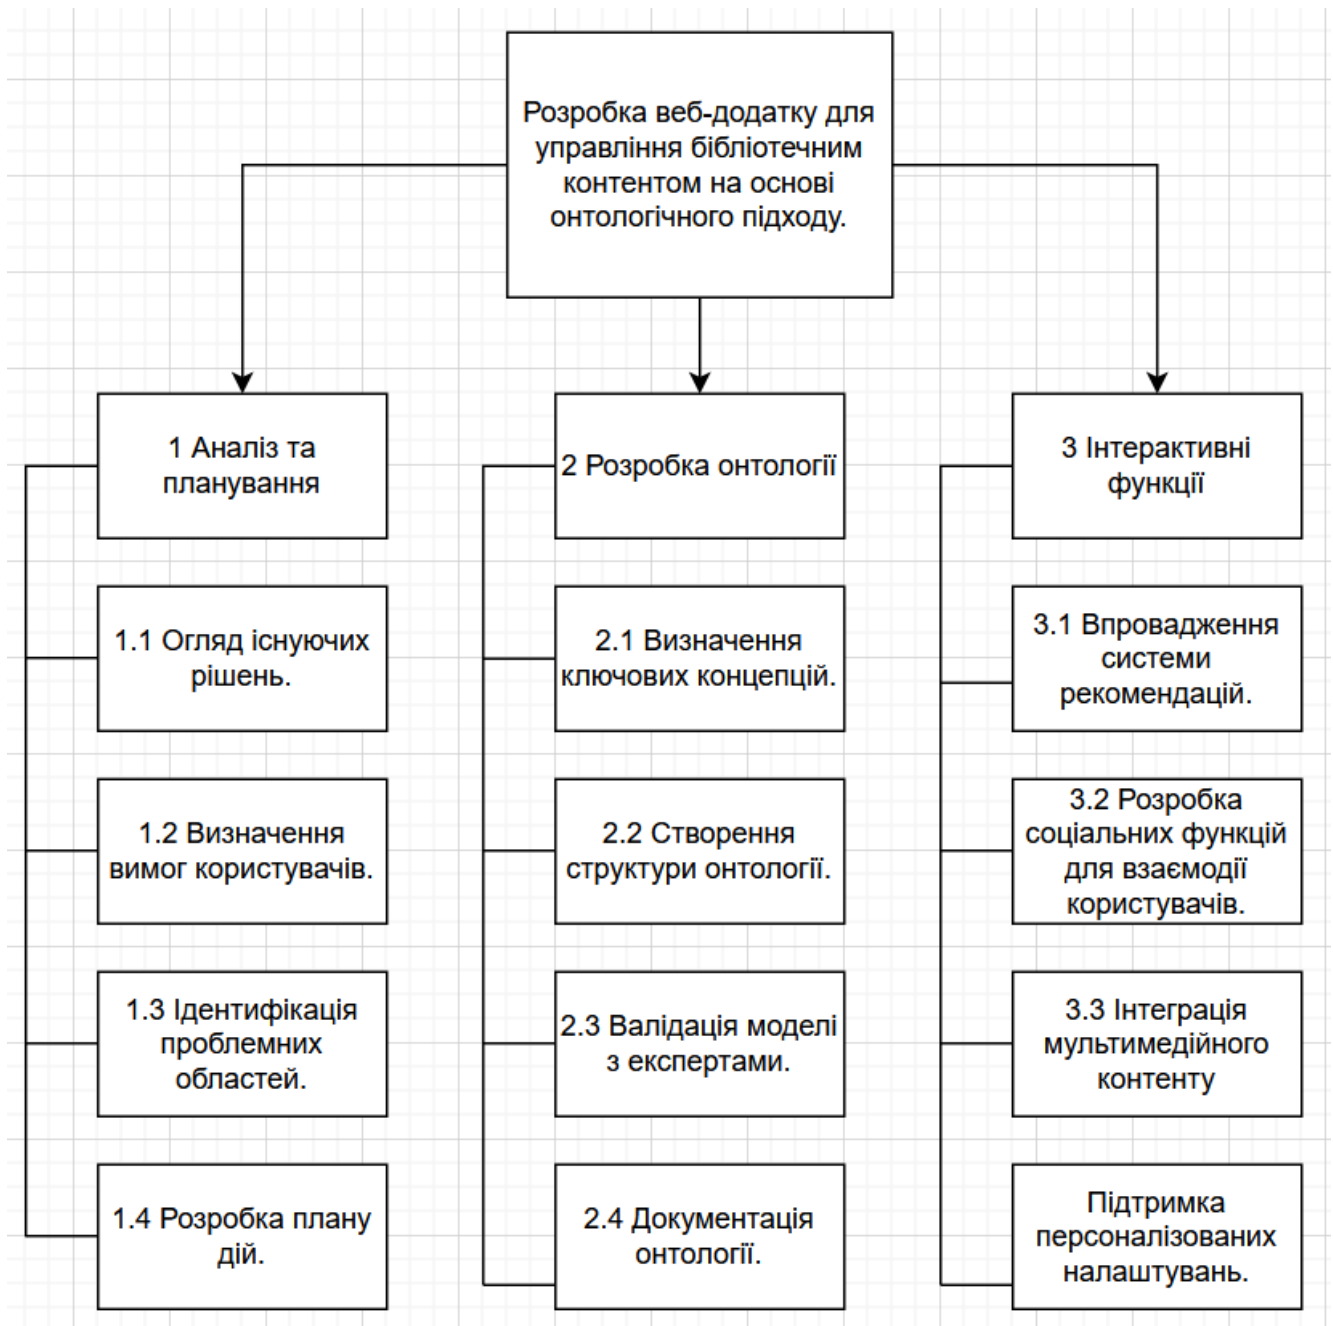 Розробка веб-додатку для
управління бібліотечним
контентом на основі
онтологічного підходу.
1 Аналіз та
планування
1.1 Огляд існуючих
рішень.
1.2 Визначення
вимог користувачів.
1.3 Ідентифікація
проблемних
областей.
1.4 Розробка плану
дій.
2 Розробка онтології
2.1 Визначення
ключових концепцій.
2.2 Створення
структури онтології.
2.3 Валідація моделі
з експертами.
2.4 Документація
онтології.
3 Інтерактивні
функції
3.1 Впровадження
системи
рекомендацій.
3.2 Розробка
соціальних функцій
для взаємодії
користувачів.
3.3 Інтеграція
мультимедійного
контенту
Підтримка
персоналізованих
налаштувань.